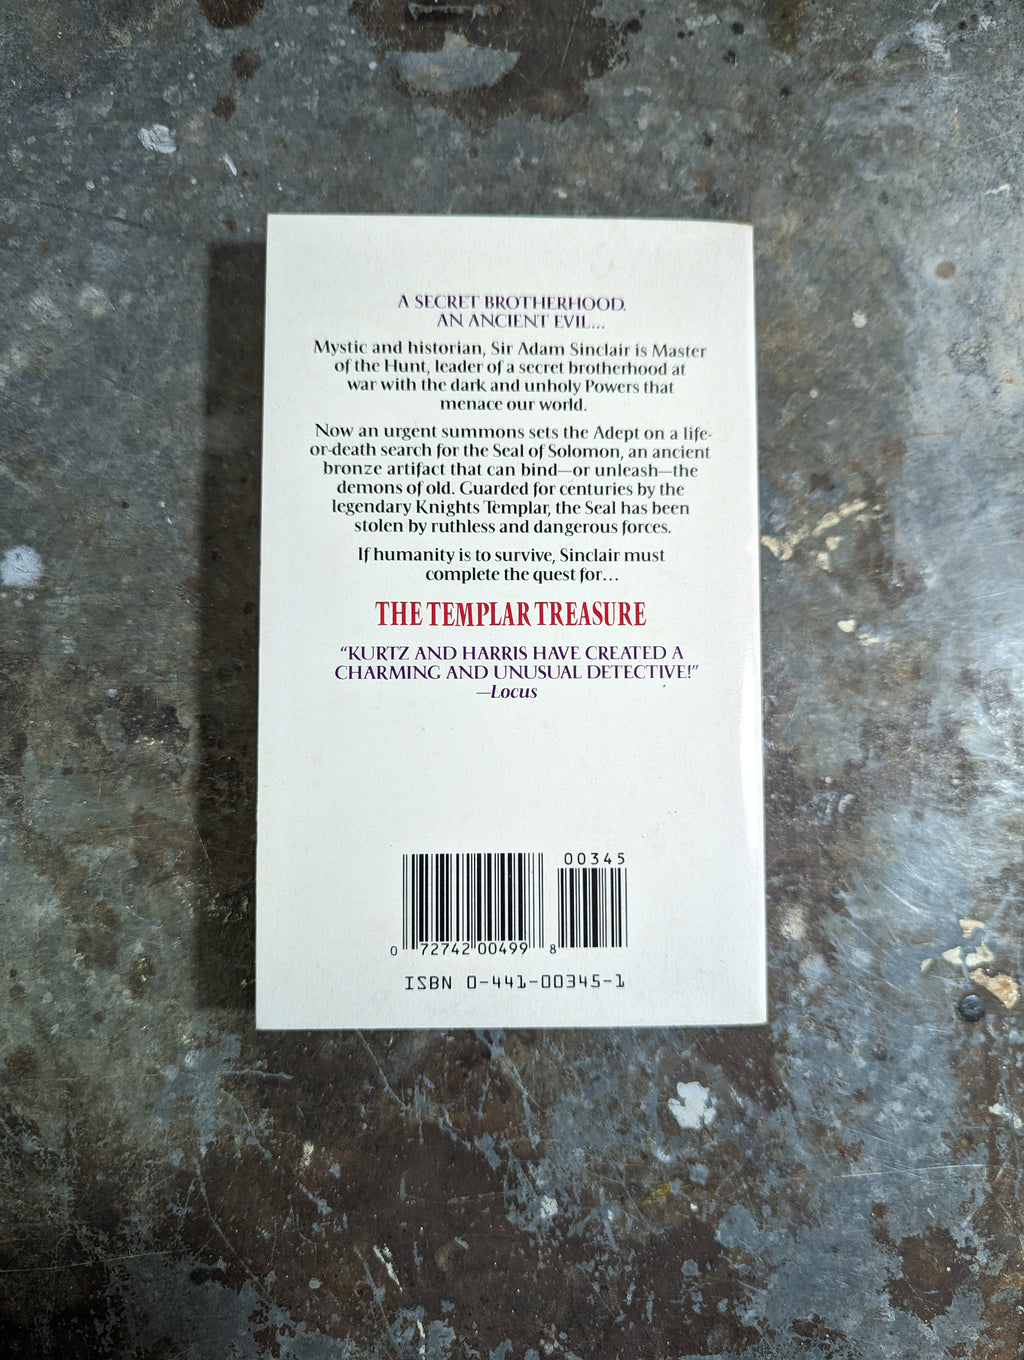 A SECRET BROTHERHOOD.
AN ANCIENT EVIL...
Mystic and historian, Sir Adam Sinclair is Master
of the Hunt, leader of a secret brotherhood at
war with the dark and unholy Powers that
menace our world.
Now an urgent summons sets the Adept on a life-
or-death search for the Seal of Solomon, an ancient
bronze artifact that can bind—or unleash—the
demons of old. Guarded for centuries by the
legendary Knights Templar, the Seal has been
stolen by ruthless and dangerous forces.
If humanity is to survive, Sinclair must
complete the quest for...
THE TEMPLAR TREASURE
“KURTZ AND HARRIS HAVE CREATED A
CHARMING AND UNUSUAL DETECTIVE!”
—Locus
00345
0 72742 00499 8
ISBN 0-441-00345-1